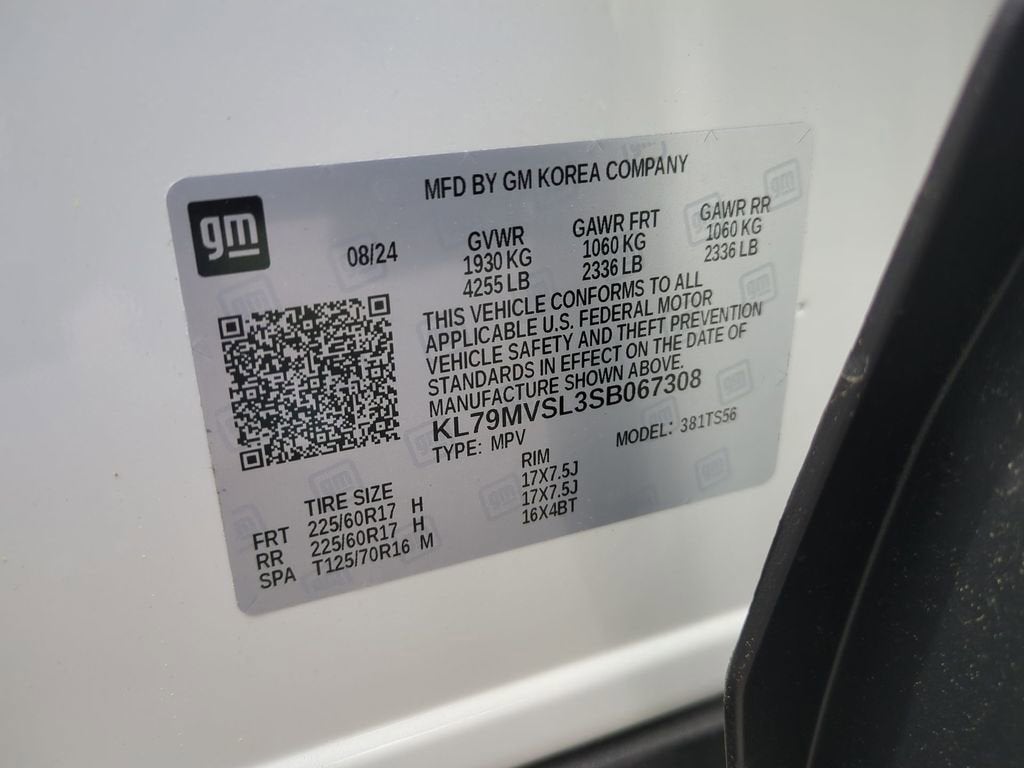 MFD BY GM KOREA COMPANY
gm
08/24
GVWR GAWR FRT GAWR RR
1930 KG 1060 KG 1060 KG
4255 LB 2336 LB 2336 LB
THIS VEHICLE CONFORMS TO ALL
APPLICABLE U.S. FEDERAL MOTOR
VEHICLE SAFETY AND THEFT PREVENTION
STANDARDS IN EFFECT ON THE DATE OF
MANUFACTURE SHOWN ABOVE.
KL79MVSL3SB067308
TYPE: MPV MODEL: 381TS56
TIRE SIZE RIM
FRT 225/60R17 H 17X7.5J
RR 225/60R17 H 17X7.5J
SPA T125/70R16 M 16X4BT